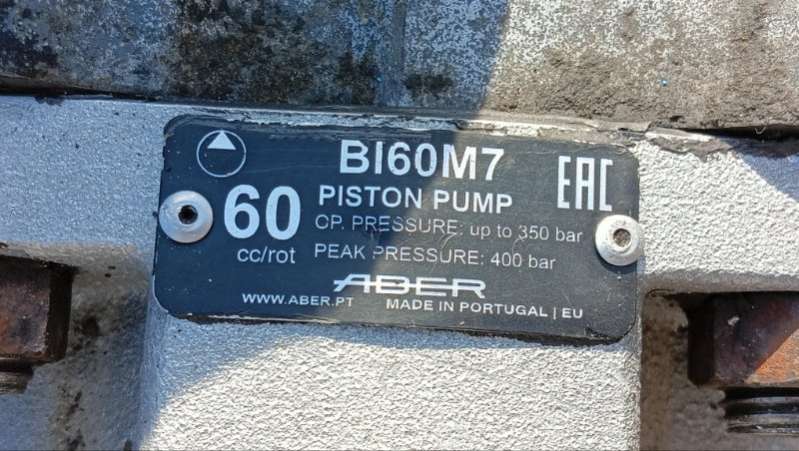 BI60M7
EAC
60
cc/rot
PISTON PUMP
OP. PRESSURE: up to 350 bar
PEAK PRESSURE: 400 bar
ABER
WWW.ABER.PT
MADE IN PORTUGAL | EU